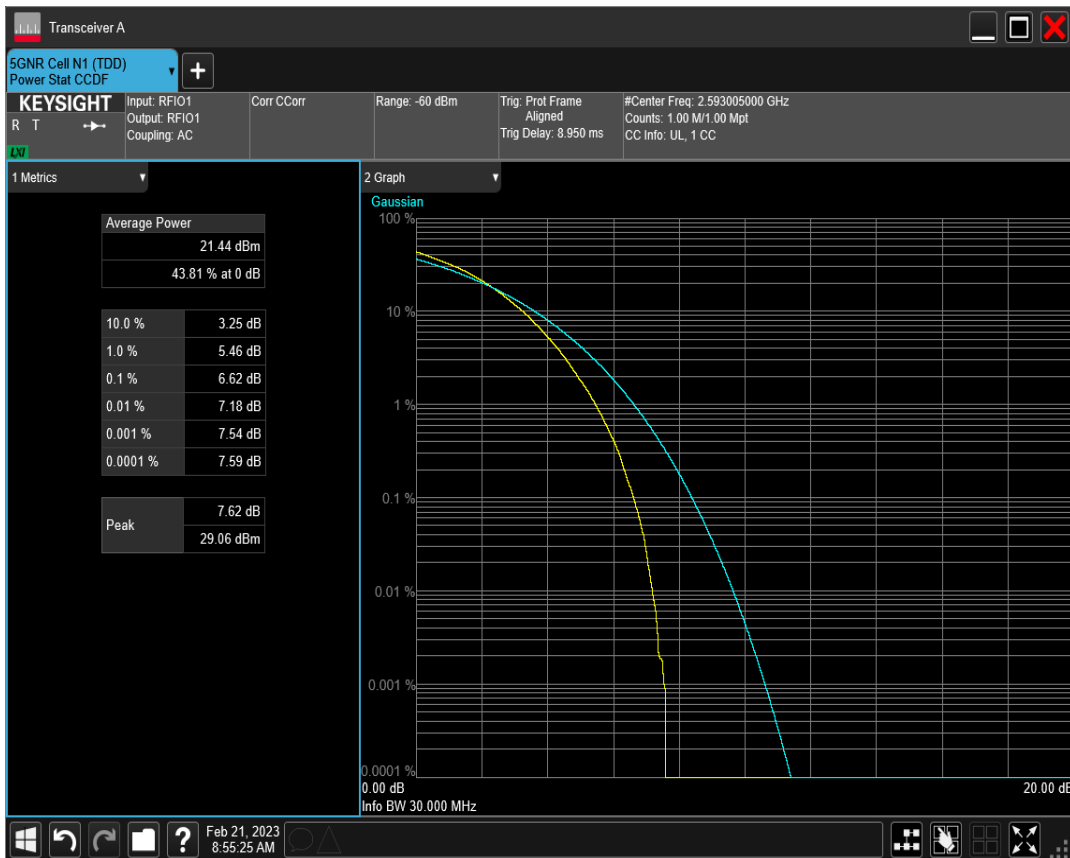 Transceiver A
5GNR Cell N1 (TDD)
Power Stat CCDF
KEYSIGHT
R T
LXI
Input: RFIO1
Output: RFIO1
Coupling: AC
Corr CCorr
Range: -60 dBm
Trig: Prot Frame
Aligned
Trig Delay: 8.950 ms
#Center Freq: 2.593005000 GHz
Counts: 1.00 M/1.00 Mpt
CC Info: UL, 1 CC
1 Metrics
Average Power
21.44 dBm
43.81 % at 0 dB
10.0 % 3.25 dB
1.0 % 5.46 dB
0.1 % 6.62 dB
0.01 % 7.18 dB
0.001 % 7.54 dB
0.0001 % 7.59 dB
Peak 7.62 dB
29.06 dBm
2 Graph
Gaussian
100 %
10 %
1 %
0.1 %
0.01 %
0.001 %
0.0001 %
0.00 dB 20.00 dB
Info BW 30.000 MHz
?
Feb 21, 2023
8:55:25 AM